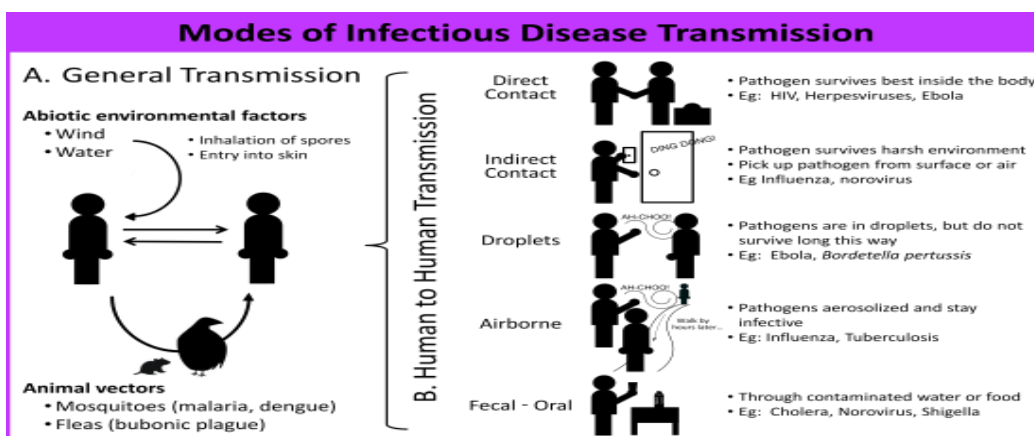 Modes of Infectious Disease Transmission
A. General Transmission
Abiotic environmental factors
• Wind
• Water
• Inhalation of spores
• Entry into skin
Animal vectors
• Mosquitoes (malaria, dengue)
• Fleas (bubonic plague)
B. Human to Human Transmission
Direct
Contact
• Pathogen survives best inside the body
• Eg: HIV, Herpesviruses, Ebola
Indirect
Contact
DING DONG!
• Pathogen survives harsh environment
• Pick up pathogen from surface or air
• Eg Influenza, norovirus
Droplets
AH-CHOO!
• Pathogens are in droplets, but do not
survive long this way
• Eg: Ebola, Bordetella pertussis
Airborne
AH-CHOO!
Walk by
hours later...
• Pathogens aerosolized and stay
infective
• Eg: Influenza, Tuberculosis
Fecal - Oral
• Through contaminated water or food
• Eg: Cholera, Norovirus, Shigella